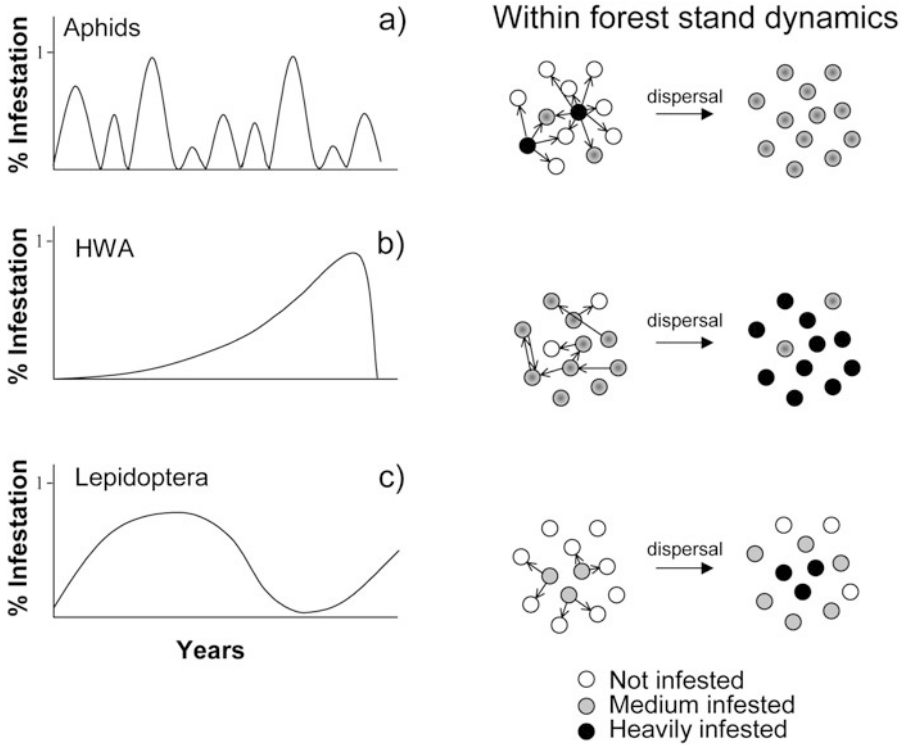 Within forest stand dynamics
Aphids
a)
1
% Infestation
dispersal
HWA
b)
1
% Infestation
dispersal
Lepidoptera
c)
1
% Infestation
dispersal
Years
Not infested
Medium infested
Heavily infested